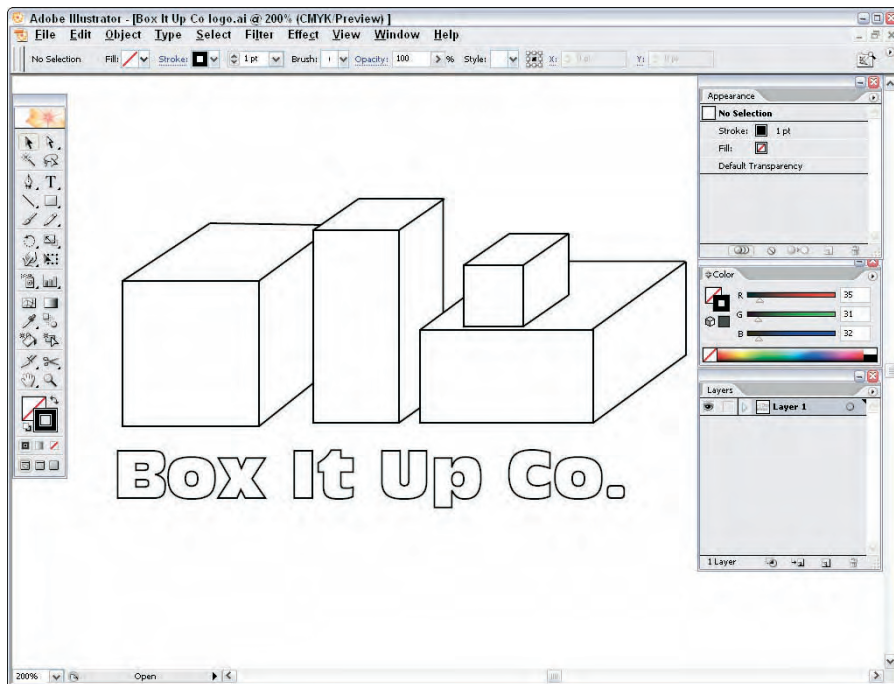 Adobe Illustrator - [Box It Up Co logo.ai @ 200% (CMYK/Preview) ]
File Edit Object Type Select Filter Effect View Window Help
No Selection Fill: Stroke: 1 pt Brush: Opacity: 100 % Style: X: Y:
Appearance
No Selection
Stroke: 1 pt
Fill:
Default Transparency
Color
R 35
G 31
B 32
Layers
Layer 1
1 Layer
T
Box It Up Co.
200% Open